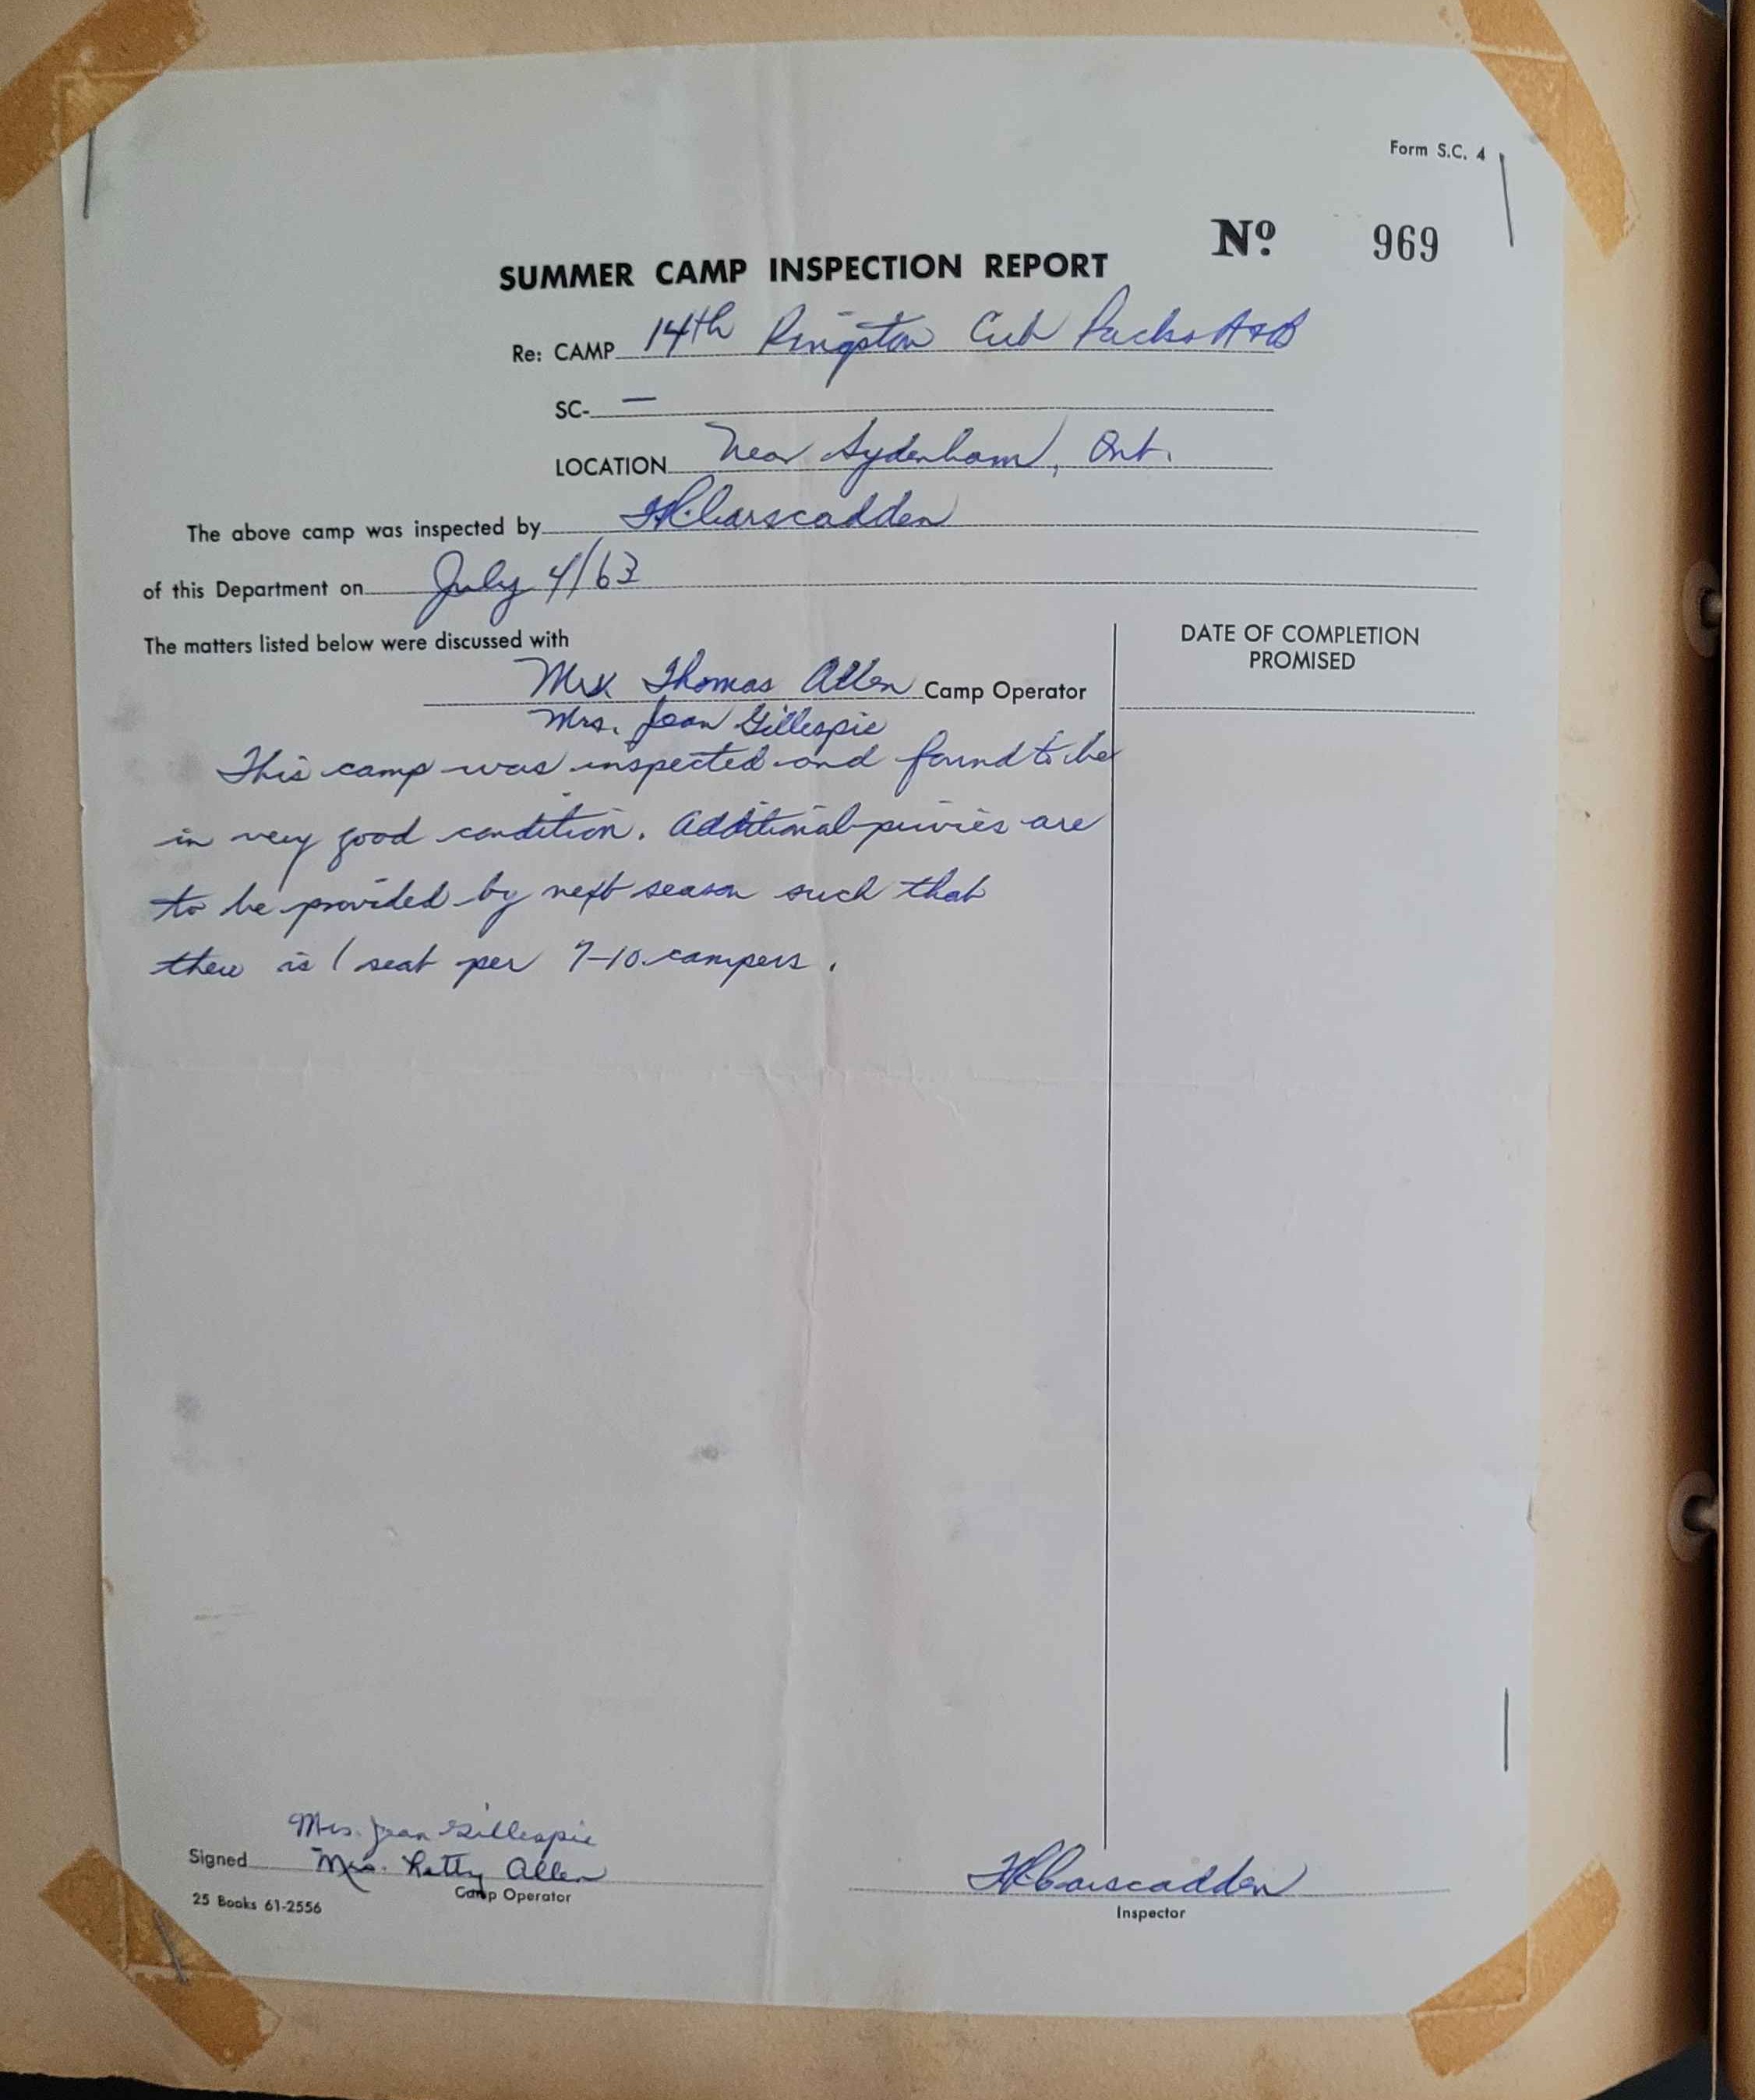 Form S.C. 4
Nº 969
SUMMER CAMP INSPECTION REPORT
Re: CAMP 14th Kingston Cub Packs A & B
SC- —
LOCATION Near Sydenham, Ont.
The above camp was inspected by Carscadden
of this Department on July 4/63
The matters listed below were discussed with
DATE OF COMPLETION
PROMISED
Thomas Allen Camp Operator
Mrs. Jean Gillespie
This camp was inspected and found to be
in very good condition. Additional privies are
to be provided by next season such that
there is 1 seat per 7-10 campers.
Mrs. Jean Gillespie
Signed Mrs. Allen
Camp Operator
25 Books 61-2556
Carscadden
Inspector